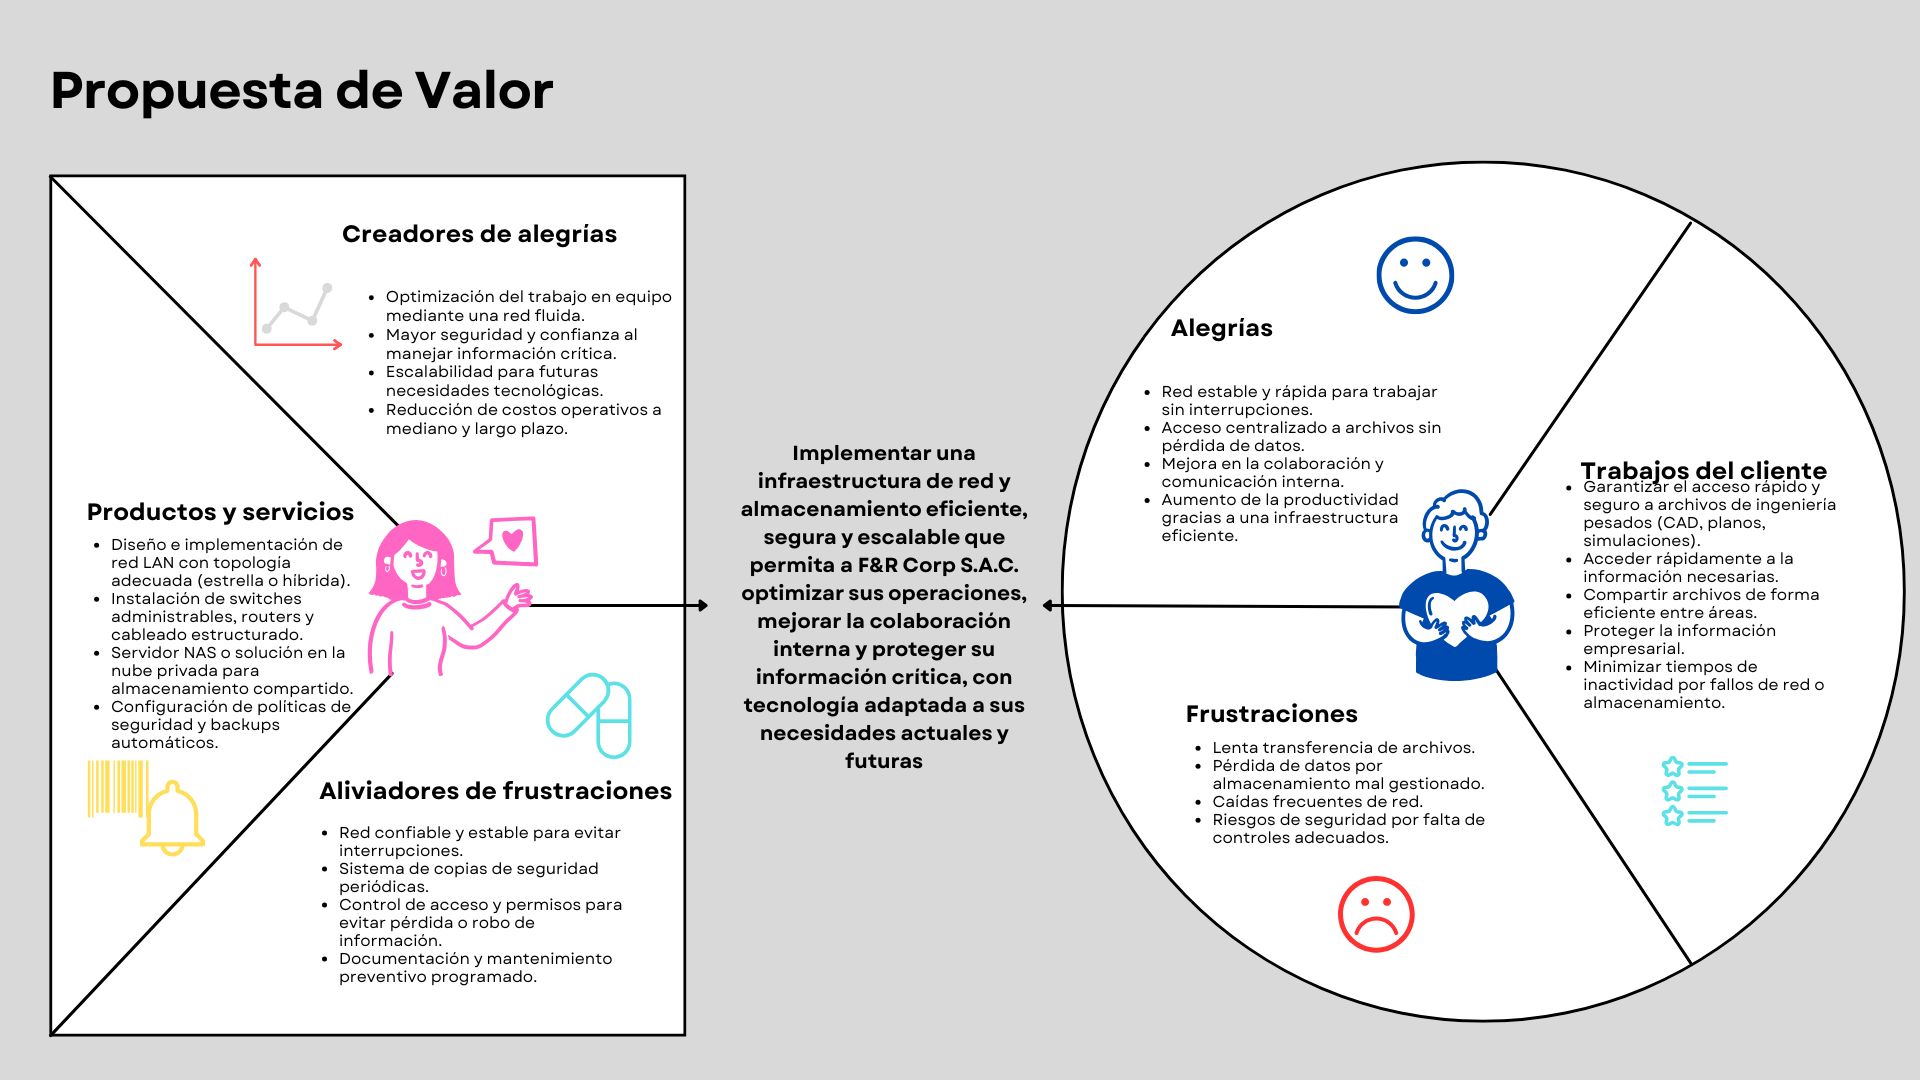 Propuesta de Valor
Creadores de alegrías
• Optimización del trabajo en equipo
mediante una red fluida.
• Mayor seguridad y confianza al
manejar información crítica.
• Escalabilidad para futuras
necesidades tecnológicas.
• Reducción de costos operativos a
mediano y largo plazo.
Productos y servicios
• Diseño e implementación de
red LAN con topología
adecuada (estrella o híbrida).
• Instalación de switches
administrables, routers y
cableado estructurado.
• Servidor NAS o solución en la
nube privada para
almacenamiento compartido.
• Configuración de políticas de
seguridad y backups
automáticos.
Aliviadores de frustraciones
• Red confiable y estable para evitar
interrupciones.
• Sistema de copias de seguridad
periódicas.
• Control de acceso y permisos para
evitar pérdida o robo de
información.
• Documentación y mantenimiento
preventivo programado.
Implementar una
infraestructura de red y
almacenamiento eficiente,
segura y escalable que
permita a F&R Corp S.A.C.
optimizar sus operaciones,
mejorar la colaboración
interna y proteger su
información crítica, con
tecnología adaptada a sus
necesidades actuales y
futuras
Alegrías
• Red estable y rápida para trabajar
sin interrupciones.
• Acceso centralizado a archivos sin
pérdida de datos.
• Mejora en la colaboración y
comunicación interna.
• Aumento de la productividad
gracias a una infraestructura
eficiente.
Trabajos del cliente
• Garantizar el acceso rápido y
seguro a archivos de ingeniería
pesados (CAD, planos,
simulaciones).
• Acceder rápidamente a la
información necesarias.
• Compartir archivos de forma
eficiente entre áreas.
• Proteger la información
empresarial.
• Minimizar tiempos de
inactividad por fallos de red o
almacenamiento.
Frustraciones
• Lenta transferencia de archivos.
• Pérdida de datos por
almacenamiento mal gestionado.
• Caídas frecuentes de red.
• Riesgos de seguridad por falta de
controles adecuados.